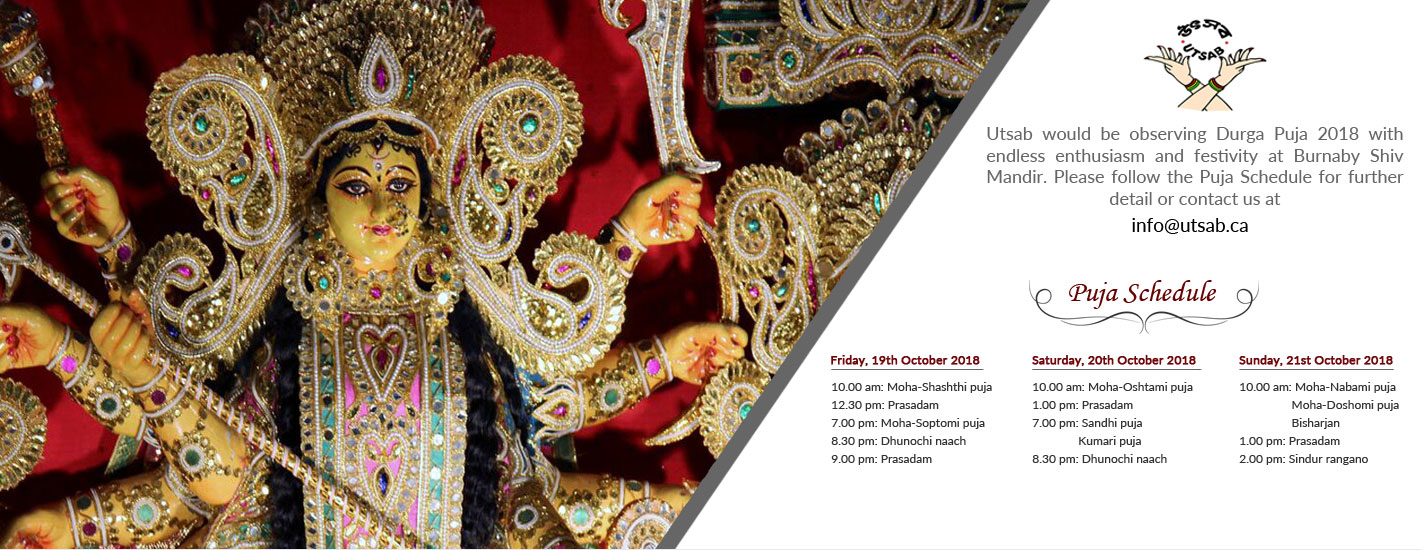 উৎসব
UTSAB
Utsab would be observing Durga Puja 2018 with
endless enthusiasm and festivity at Burnaby Shiv
Mandir. Please follow the Puja Schedule for further
detail or contact us at
info@utsab.ca
Puja Schedule
Friday, 19th October 2018
10.00 am: Moha-Shashthi puja
12.30 pm: Prasadam
7.00 pm: Moha-Soptomi puja
8.30 pm: Dhunochi naach
9.00 pm: Prasadam
Saturday, 20th October 2018
10.00 am: Moha-Oshtami puja
1.00 pm: Prasadam
7.00 pm: Sandhi puja
Kumari puja
8.30 pm: Dhunochi naach
Sunday, 21st October 2018
10.00 am: Moha-Nabami puja
Moha-Doshomi puja
Bisharjan
1.00 pm: Prasadam
2.00 pm: Sindur rangano